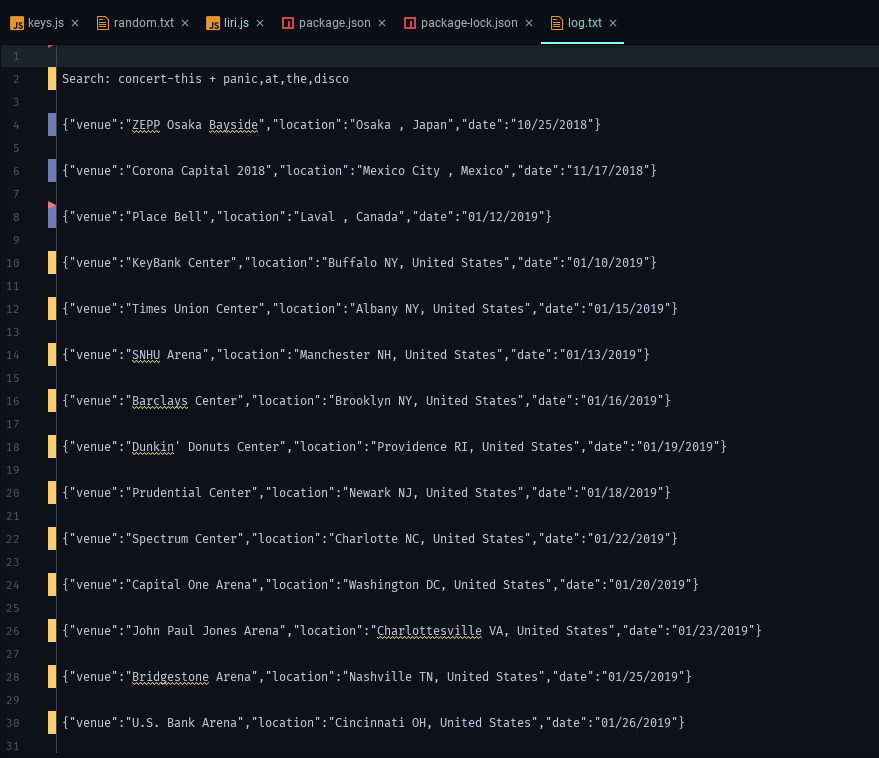 keys.js × random.txt × liri.js × package.json × package-lock.json × log.txt ×
1
2 Search: concert-this + panic,at,the,disco
3
4 {"venue":"ZEPP Osaka Bayside","location":"Osaka , Japan","date":"10/25/2018"}
5
6 {"venue":"Corona Capital 2018","location":"Mexico City , Mexico","date":"11/17/2018"}
7
8 {"venue":"Place Bell","location":"Laval , Canada","date":"01/12/2019"}
9
10 {"venue":"KeyBank Center","location":"Buffalo NY, United States","date":"01/10/2019"}
11
12 {"venue":"Times Union Center","location":"Albany NY, United States","date":"01/15/2019"}
13
14 {"venue":"SNHU Arena","location":"Manchester NH, United States","date":"01/13/2019"}
15
16 {"venue":"Barclays Center","location":"Brooklyn NY, United States","date":"01/16/2019"}
17
18 {"venue":"Dunkin' Donuts Center","location":"Providence RI, United States","date":"01/19/2019"}
19
20 {"venue":"Prudential Center","location":"Newark NJ, United States","date":"01/18/2019"}
21
22 {"venue":"Spectrum Center","location":"Charlotte NC, United States","date":"01/22/2019"}
23
24 {"venue":"Capital One Arena","location":"Washington DC, United States","date":"01/20/2019"}
25
26 {"venue":"John Paul Jones Arena","location":"Charlottesville VA, United States","date":"01/23/2019"}
27
28 {"venue":"Bridgestone Arena","location":"Nashville TN, United States","date":"01/25/2019"}
29
30 {"venue":"U.S. Bank Arena","location":"Cincinnati OH, United States","date":"01/26/2019"}
31